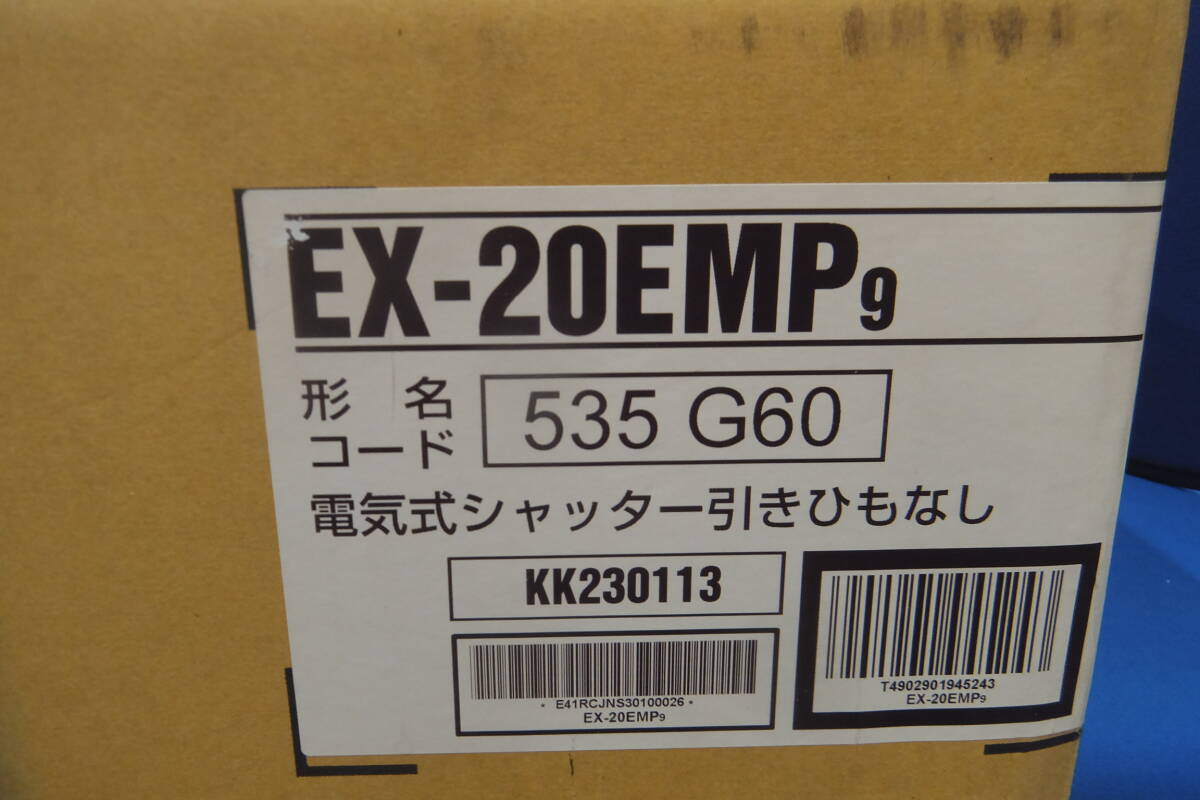 EX-20EMP9
形 名
コード
535 G60
電気式シャッター引きひもなし
KK230113
* E41RCJNS30100026 *
EX-20EMP9
T4902901945243
EX-20EMP9